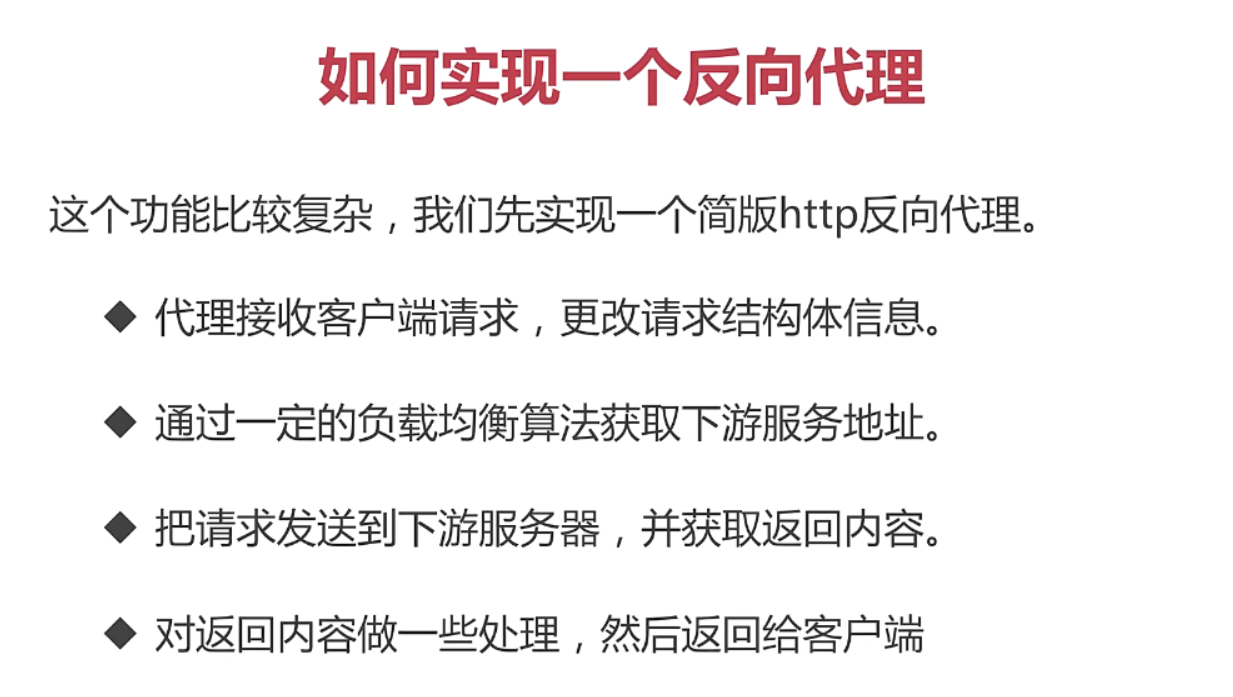 如何实现一个反向代理
这个功能比较复杂，我们先实现一个简版http反向代理。
◆ 代理接收客户端请求，更改请求结构体信息。
◆ 通过一定的负载均衡算法获取下游服务地址。
◆ 把请求发送到下游服务器，并获取返回内容。
◆ 对返回内容做一些处理，然后返回给客户端